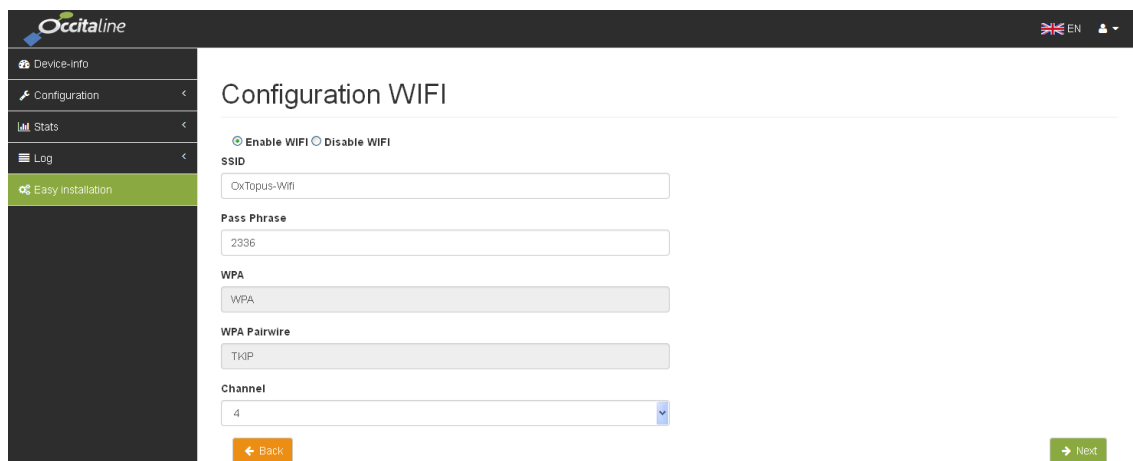 Occitaline
EN
Device-info
Configuration
Stats
Log
Easy installation
Configuration WIFI
Enable WIFI Disable WIFI
SSID
OxTopus-Wifi
Pass Phrase
2336
WPA
WPA
WPA Pairwire
TKIP
Channel
4
Back
Next